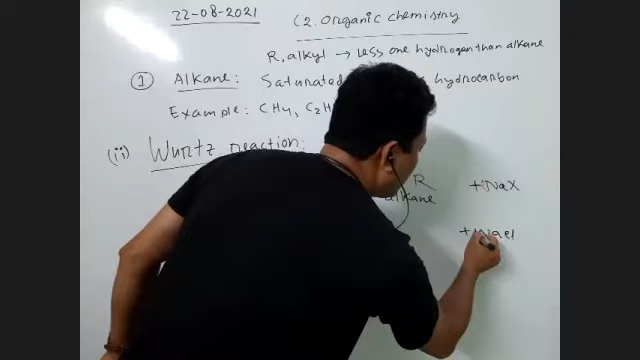 22-08-2021 (2. Organic chemistry
R, alkyl → Less one hydrogen than alkane
① Alkane: Saturated hydrocarbon
Example: CH4, C2H
(ii) Wurtz reaction:
R +NaX
alkane
+ Nacl